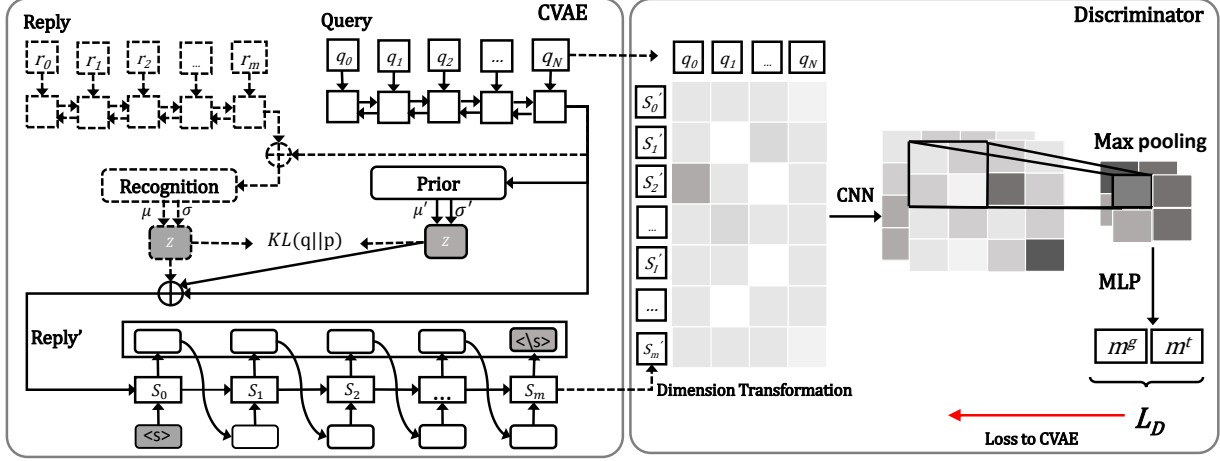 Reply
Query
CVAE
r0 r1 r2 ... rm
q0 q1 q2 ... qN
Recognition
Prior
μ σ
μ′ σ′
z
KL(q||p)
z
Reply'
<\s>
S0 S1 S2 ... Sm
<s>
Discriminator
q0 q1 ... qN
S0′
S1′
S2′
...
Sl′
...
Sm′
Dimension Transformation
CNN
Max pooling
MLP
m^g m^t
LD
Loss to CVAE